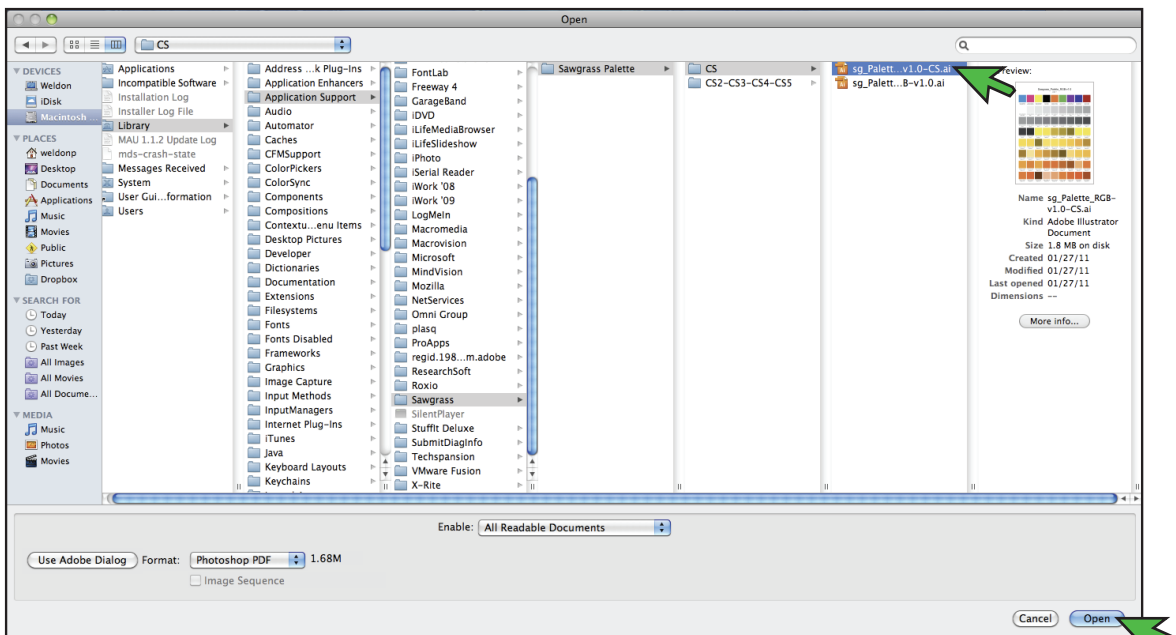 Open
CS
▼ DEVICES
Weldon
iDisk
Macintosh ...
▼ PLACES
weldonp
Desktop
Documents
Applications
Music
Movies
Public
Pictures
Dropbox
▼ SEARCH FOR
Today
Yesterday
Past Week
All Images
All Movies
All Docume...
▼ MEDIA
Music
Photos
Movies
Applications
Incompatible Software
Installation Log
Installer Log File
Library
MAU 1.1.2 Update Log
mds-crash-state
Messages Received
System
User Gui...formation
Users
Address ...k Plug-Ins
Application Enhancers
Application Support
Audio
Automator
Caches
CFMSupport
ColorPickers
ColorSync
Components
Compositions
Contextu...enu Items
Desktop Pictures
Developer
Dictionaries
Documentation
Extensions
Filesystems
Fonts
Fonts Disabled
Frameworks
Graphics
Image Capture
Input Methods
InputManagers
Internet Plug-Ins
iTunes
Java
Keyboard Layouts
Keychains
FontLab
Freeway 4
GarageBand
iDVD
iLifeMediaBrowser
iLifeSlideshow
iPhoto
iSerial Reader
iWork '08
iWork '09
LogMeIn
Macromedia
Macrovision
Microsoft
MindVision
Mozilla
NetServices
Omni Group
plasq
ProApps
regid.198...m.adobe
ResearchSoft
Roxio
Sawgrass
SilentPlayer
StuffIt Deluxe
SubmitDiagInfo
Techspansion
VMware Fusion
X-Rite
Sawgrass Palette
CS
CS2-CS3-CS4-CS5
sg_Palett...v1.0-CS.ai
sg_Palett...B-v1.0.ai
review:
Name sg_Palette_RGB-
v1.0-CS.ai
Kind Adobe Illustrator
Document
Size 1.8 MB on disk
Created 01/27/11
Modified 01/27/11
Last opened 01/27/11
Dimensions --
More info...
Enable: All Readable Documents
Use Adobe Dialog Format: Photoshop PDF 1.68M
Image Sequence
Cancel Open